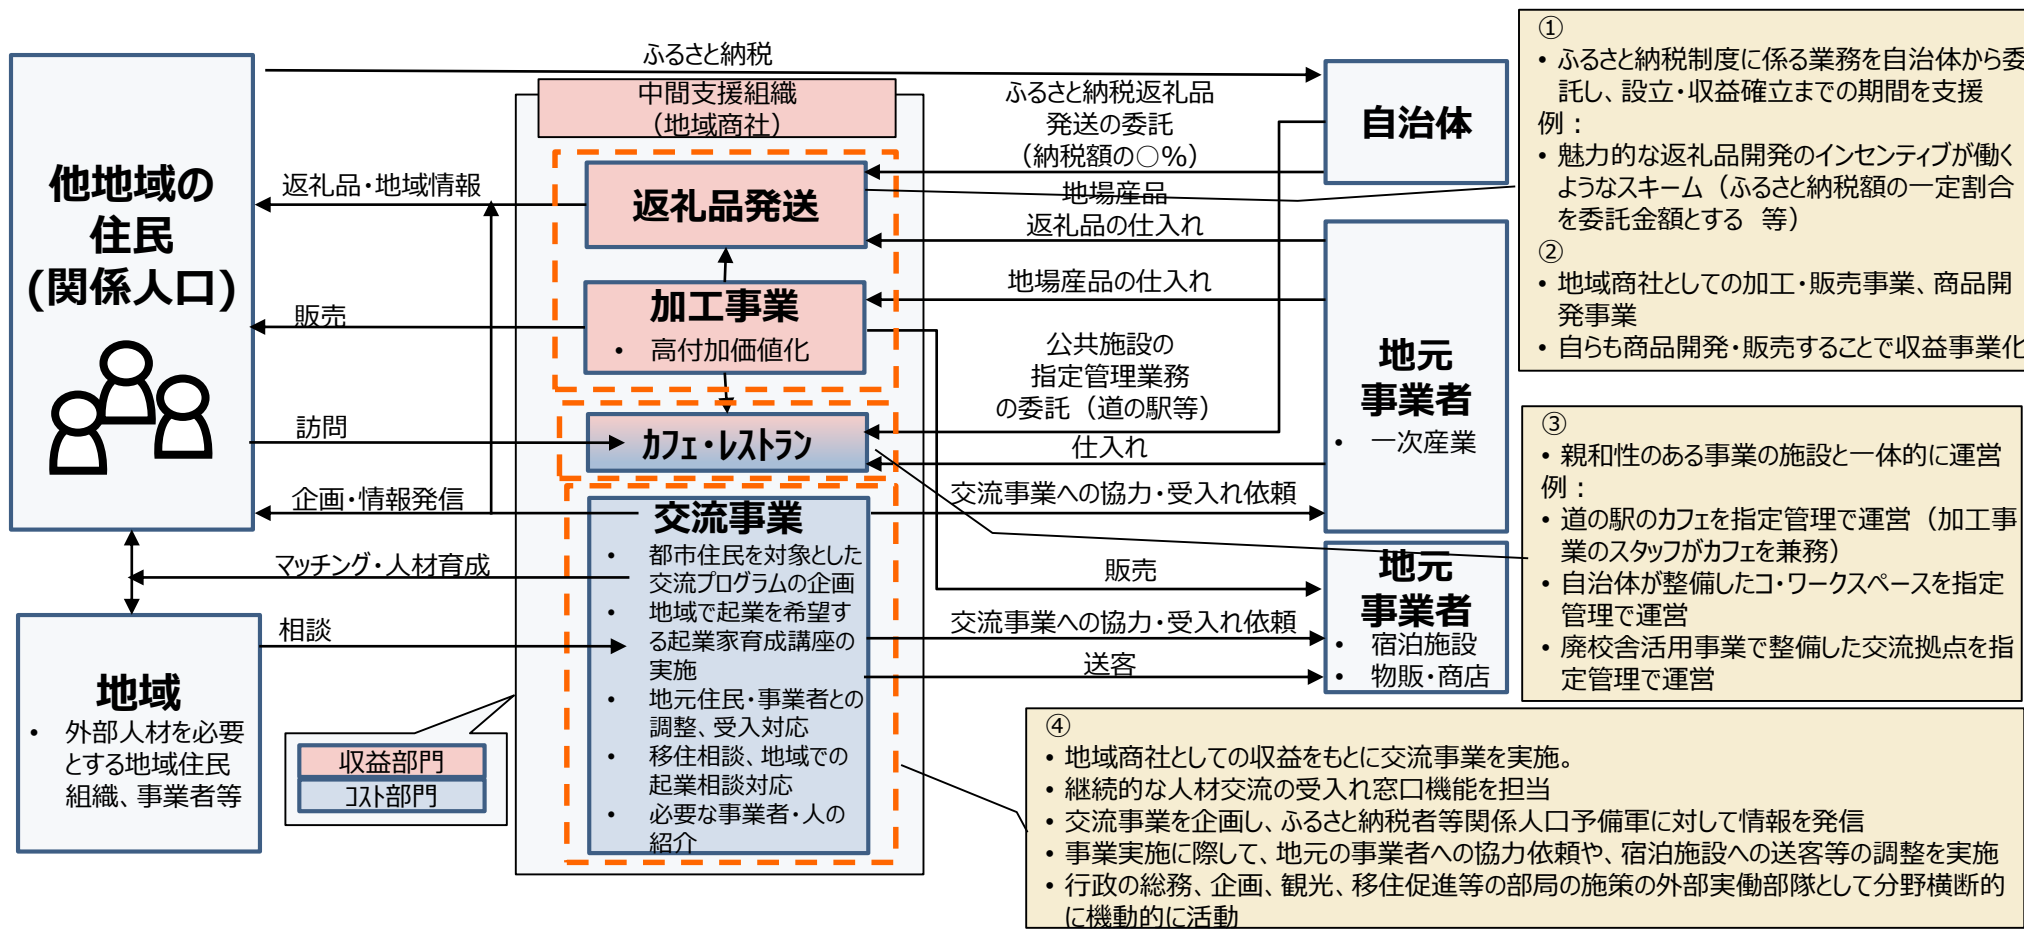 ふるさと納税
中間支援組織
（地域商社）
ふるさと納税返礼品
発送の委託
（納税額の○％）
自治体
他地域の
住民
(関係人口)
返礼品・地域情報
返礼品発送
地場産品
返礼品の仕入れ
加工事業
• 高付加価値化
地場産品の仕入れ
販売
公共施設の
指定管理業務
の委託（道の駅等）
地元
事業者
• 一次産業
訪問
カフェ・レストラン
仕入れ
企画・情報発信
交流事業
• 都市住民を対象とした
交流プログラムの企画
• 地域で起業を希望す
る起業家育成講座の
実施
• 地元住民・事業者との
調整、受入対応
• 移住相談、地域での
起業相談対応
• 必要な事業者・人の
紹介
交流事業への協力・受入れ依頼
マッチング・人材育成
販売
地元
事業者
• 宿泊施設
• 物販・商店
相談
交流事業への協力・受入れ依頼
送客
地域
• 外部人材を必要
とする地域住民
組織、事業者等
収益部門
コスト部門
①
• ふるさと納税制度に係る業務を自治体から委
託し、設立・収益確立までの期間を支援
例：
• 魅力的な返礼品開発のインセンティブが働く
ようなスキーム（ふるさと納税額の一定割合
を委託金額とする 等）
②
• 地域商社としての加工・販売事業、商品開
発事業
• 自らも商品開発・販売することで収益事業化
③
• 親和性のある事業の施設と一体的に運営
例：
• 道の駅のカフェを指定管理で運営（加工事
業のスタッフがカフェを兼務）
• 自治体が整備したコ・ワークスペースを指定
管理で運営
• 廃校舎活用事業で整備した交流拠点を指
定管理で運営
④
• 地域商社としての収益をもとに交流事業を実施。
• 継続的な人材交流の受入れ窓口機能を担当
• 交流事業を企画し、ふるさと納税者等関係人口予備軍に対して情報を発信
• 事業実施に際して、地元の事業者への協力依頼や、宿泊施設への送客等の調整を実施
• 行政の総務、企画、観光、移住促進等の部局の施策の外部実働部隊として分野横断的
に機動的に活動